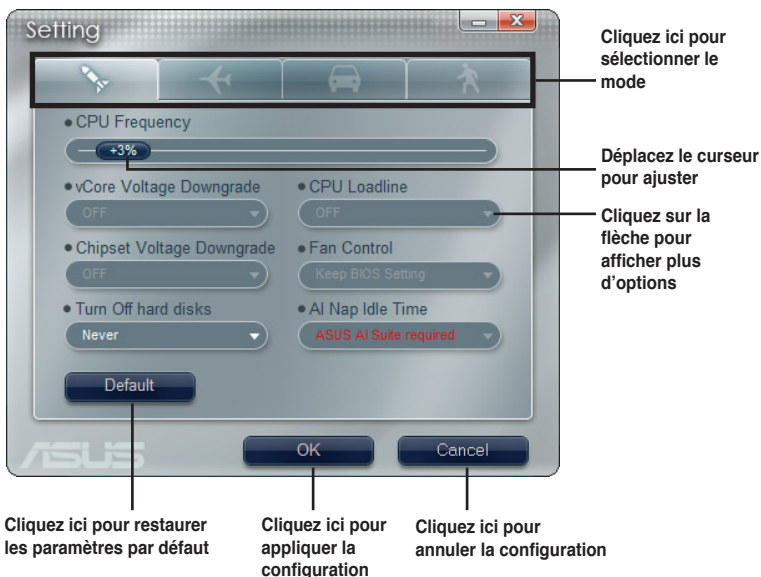 Setting
Cliquez ici pour
sélectionner le
mode
CPU Frequency
+3%
Déplacez le curseur
pour ajuster
vCore Voltage Downgrade
CPU Loadline
OFF
OFF
Cliquez sur la
flèche pour
afficher plus
d'options
Chipset Voltage Downgrade
Fan Control
OFF
Keep BIOS Setting
Turn Off hard disks
AI Nap Idle Time
Never
ASUS AI Suite required
Default
ASUS
OK
Cancel
Cliquez ici pour restaurer
les paramètres par défaut
Cliquez ici pour
appliquer la
configuration
Cliquez ici pour
annuler la configuration